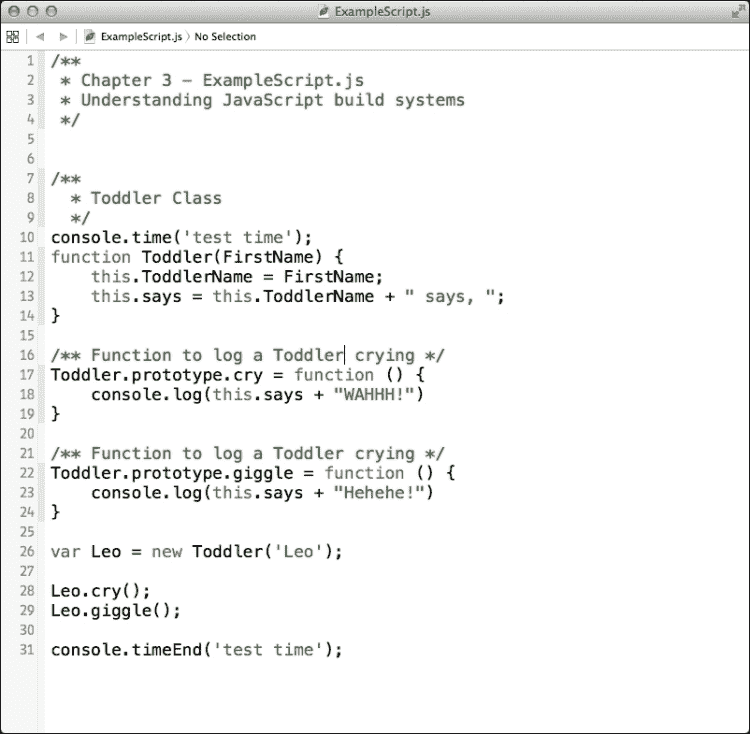 ExampleScript.js
ExampleScript.js 〉 No Selection
1 /**
2  * Chapter 3 – ExampleScript.js
3  * Understanding JavaScript build systems
4  */
5
6
7 /**
8   * Toddler Class
9   */
10 console.time('test time');
11 function Toddler(FirstName) {
12     this.ToddlerName = FirstName;
13     this.says = this.ToddlerName + " says, ";
14 }
15
16 /** Function to log a Toddler crying */
17 Toddler.prototype.cry = function () {
18     console.log(this.says + "WAHHH!")
19 }
20
21 /** Function to log a Toddler crying */
22 Toddler.prototype.giggle = function () {
23     console.log(this.says + "Hehehe!")
24 }
25
26 var Leo = new Toddler('Leo');
27
28 Leo.cry();
29 Leo.giggle();
30
31 console.timeEnd('test time');